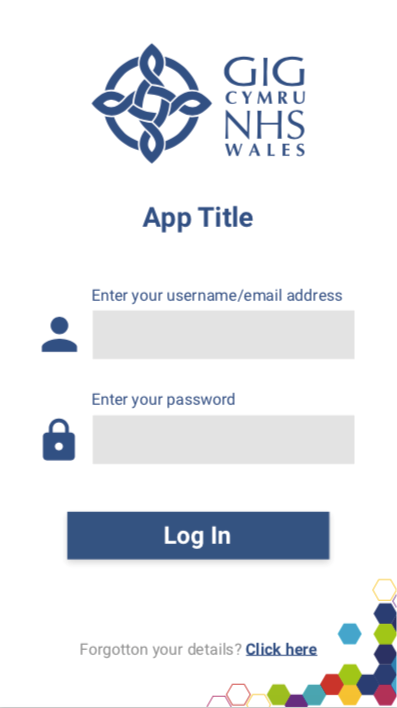 GIG
CYMRU
NHS
WALES
App Title
Enter your username/email address
Enter your password
Log In
Forgotton your details? Click here